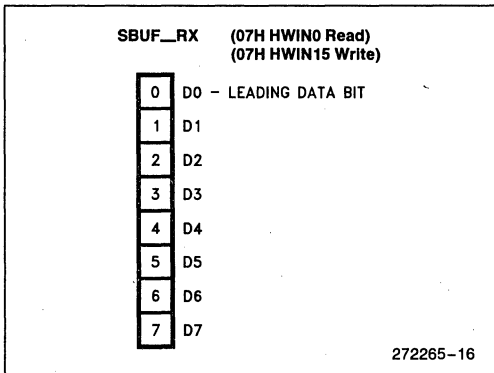 SBUF__RX (07H HWIN0 Read)
(07H HWIN15 Write)
0 D0 - LEADING DATA BIT
1 D1
2 D2
3 D3
4 D4
5 D5
6 D6
7 D7
272265-16